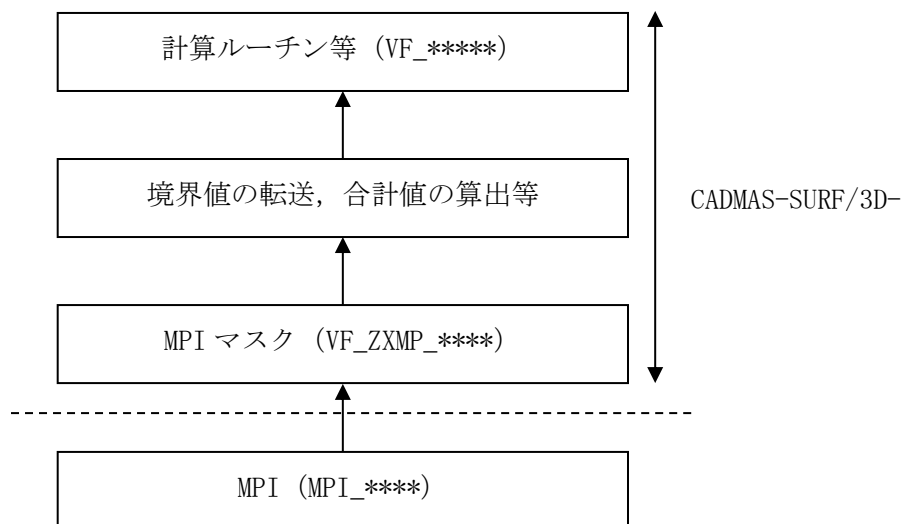 計算ルーチン等 (VF_*****)
境界値の転送, 合計値の算出等
CADMAS-SURF/3D-
MPI マスク (VF_ZXMP_****)
MPI (MPI_****)